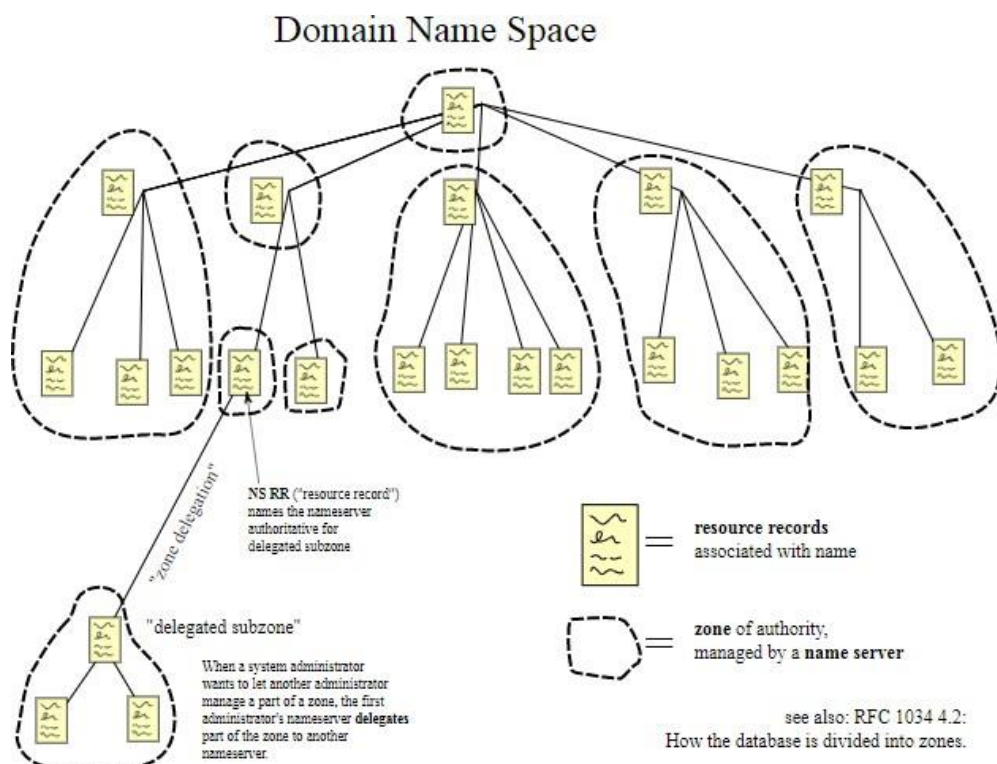 Domain Name Space
NS RR ("resource record")
names the nameserver
authoritative for
delegated subzone
"zone delegation"
"delegated subzone"
When a system administrator
wants to let another administrator
manage a part of a zone, the first
administrator's nameserver delegates
part of the zone to another
nameserver.
= resource records
associated with name
= zone of authority,
managed by a name server
see also: RFC 1034 4.2:
How the database is divided into zones.